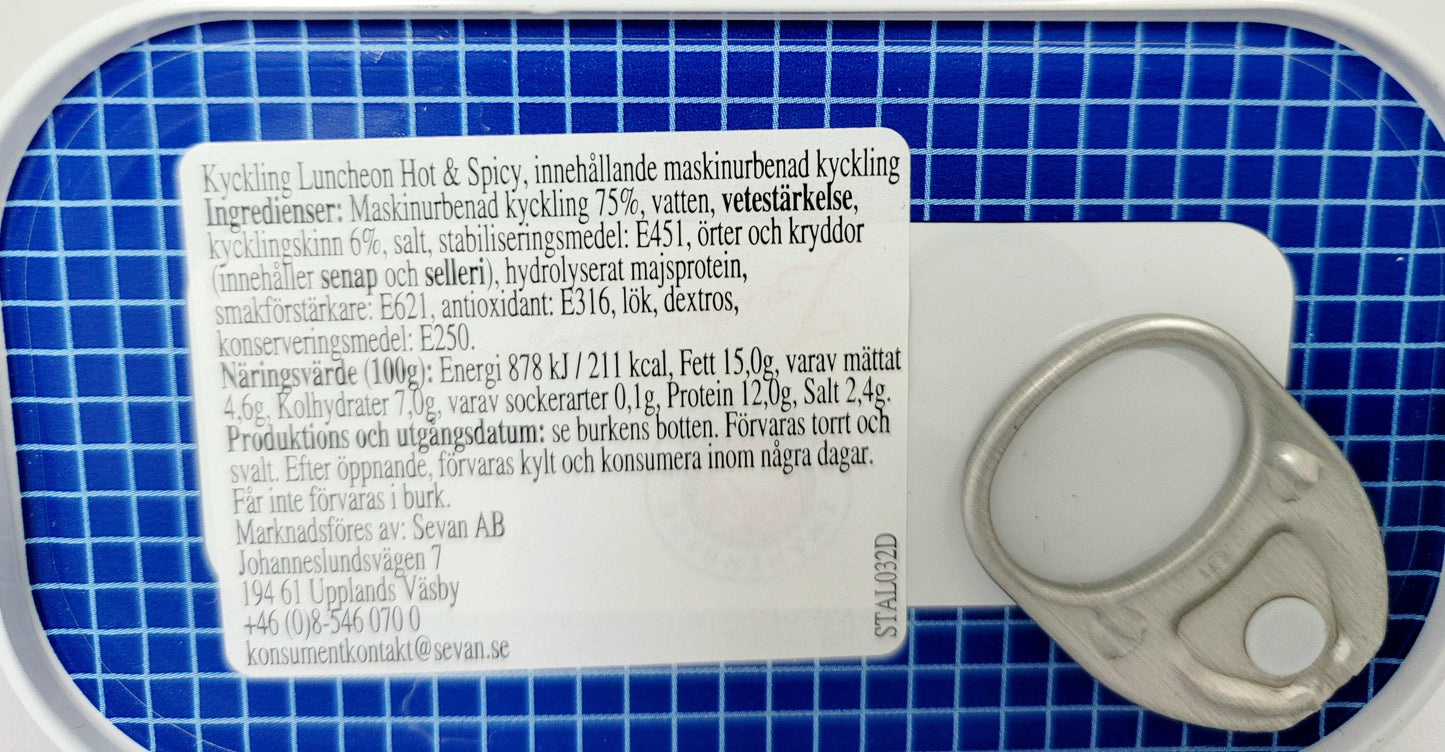 Kyckling Luncheon Hot & Spicy, innehållande maskinurbenad kyckling
Ingredienser: Maskinurbenad kyckling 75%, vatten, vetestärkelse,
kycklingskinn 6%, salt, stabiliseringsmedel: E451, örter och kryddor
(innehåller senap och selleri), hydrolyserat majsprotein,
smakförstärkare: E621, antioxidant: E316, lök, dextros,
konserveringsmedel: E250.
Näringsvärde (100g): Energi 878 kJ / 211 kcal, Fett 15,0g, varav mättat
4,6g, Kolhydrater 7,0g, varav sockerarter 0,1g, Protein 12,0g, Salt 2,4g.
Produktions och utgångsdatum: se burkens botten. Förvaras torrt och
svalt. Efter öppnande, förvaras kylt och konsumera inom några dagar.
Får inte förvaras i burk.
Marknadsföres av: Sevan AB
Johanneslundsvägen 7
194 61 Upplands Väsby
+46 (0)8-546 070 0
konsumentkontakt@sevan.se
STAL032D